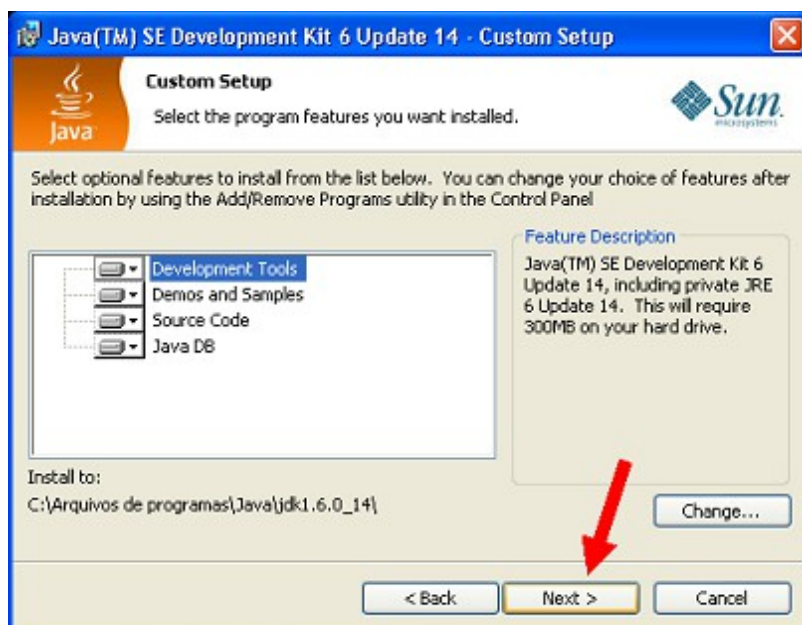 Java(TM) SE Development Kit 6 Update 14 - Custom Setup
Java
Custom Setup
Select the program features you want installed.
Sun
microsystems
Select optional features to install from the list below. You can change your choice of features after
installation by using the Add/Remove Programs utility in the Control Panel
Development Tools
Demos and Samples
Source Code
Java DB
Feature Description
Java(TM) SE Development Kit 6
Update 14, including private JRE
6 Update 14. This will require
300MB on your hard drive.
Install to:
C:\Arquivos de programas\Java\jdk1.6.0_14\
Change...
< Back
Next >
Cancel